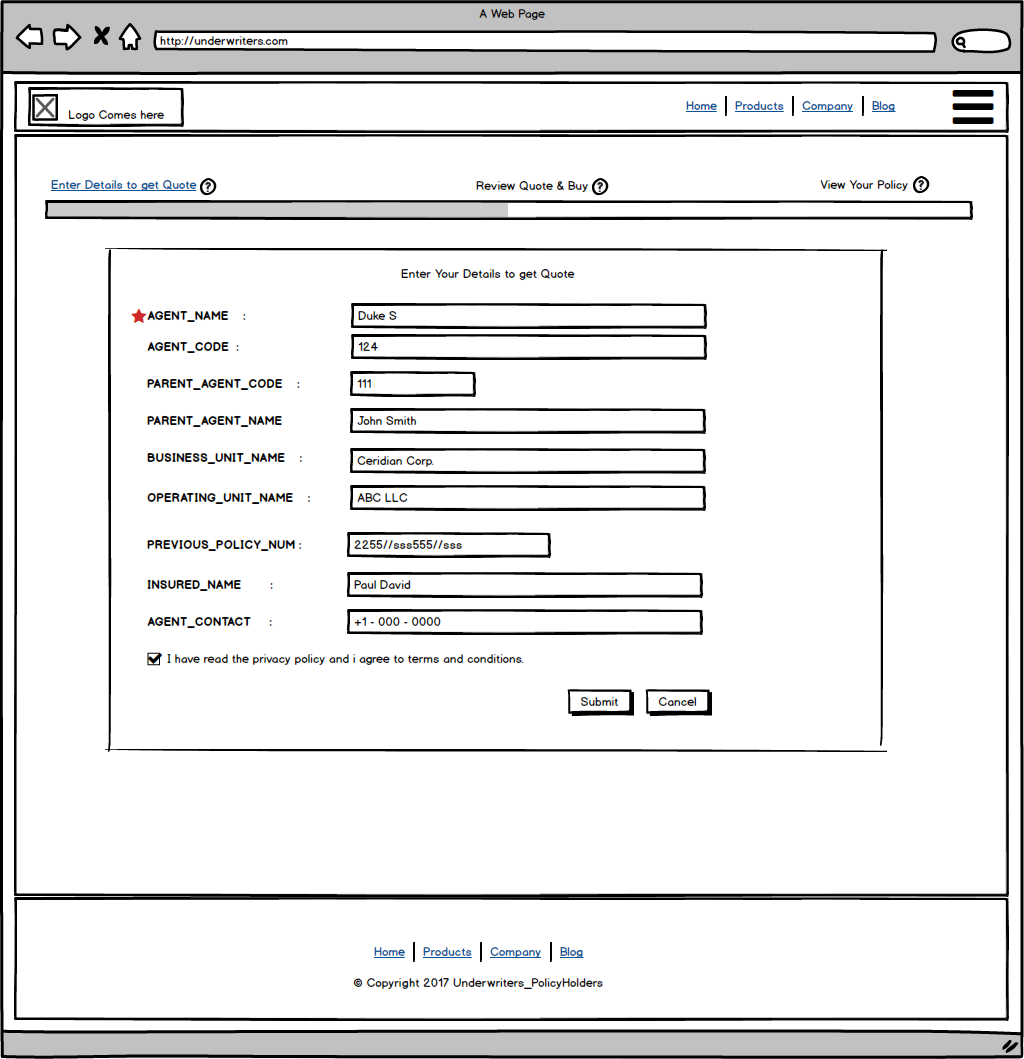 A Web Page
http://underwriters.com
Logo Comes here
Home Products Company Blog
Enter Details to get Quote ? Review Quote & Buy ? View Your Policy ?
Enter Your Details to get Quote
AGENT_NAME : Duke S
AGENT_CODE : 124
PARENT_AGENT_CODE : 111
PARENT_AGENT_NAME John Smith
BUSINESS_UNIT_NAME : Ceridian Corp.
OPERATING_UNIT_NAME : ABC LLC
PREVIOUS_POLICY_NUM : 2255//sss555//sss
INSURED_NAME : Paul David
AGENT_CONTACT : +1 - 000 - 0000
I have read the privacy policy and i agree to terms and conditions.
Submit Cancel
Home Products Company Blog
© Copyright 2017 Underwriters_PolicyHolders